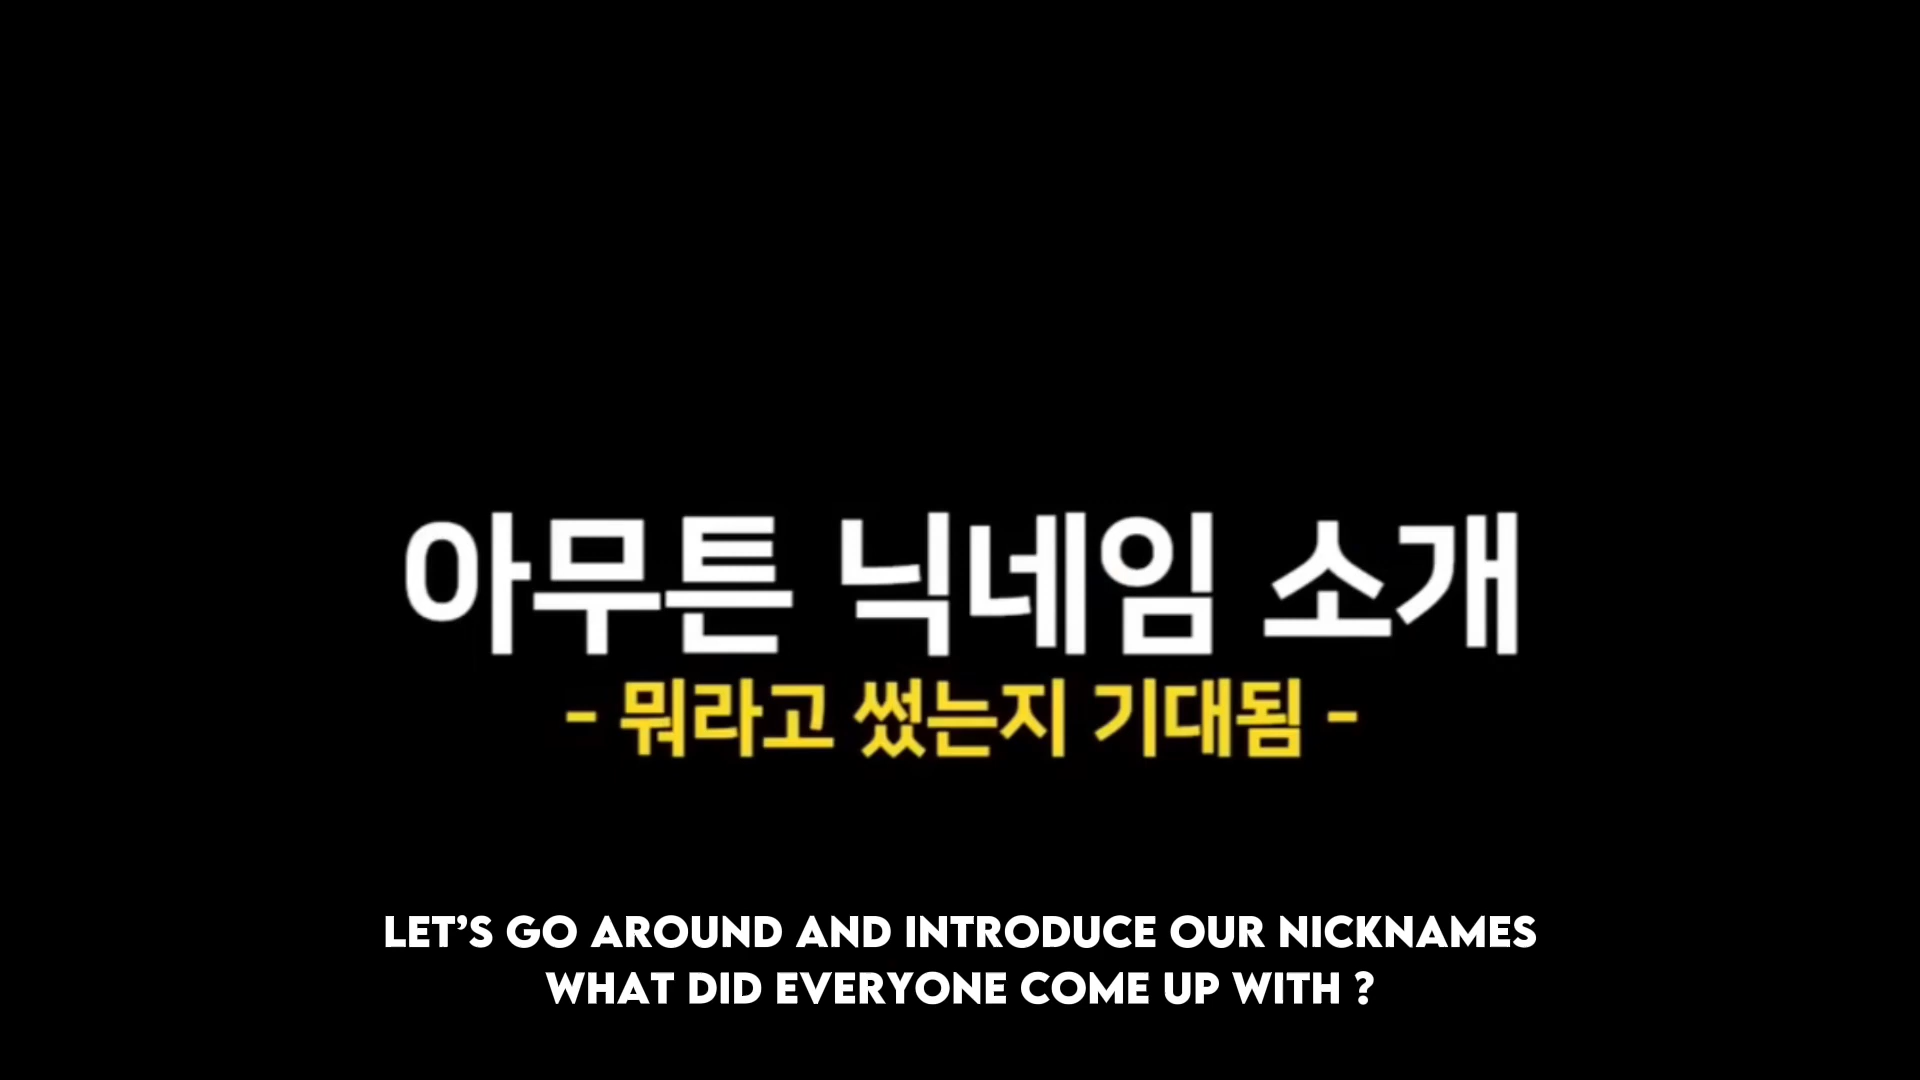 아무튼 닉네임 소개
- 뭐라고 썼는지 기대됨 -
LET'S GO AROUND AND INTRODUCE OUR NICKNAMES
WHAT DID EVERYONE COME UP WITH ?